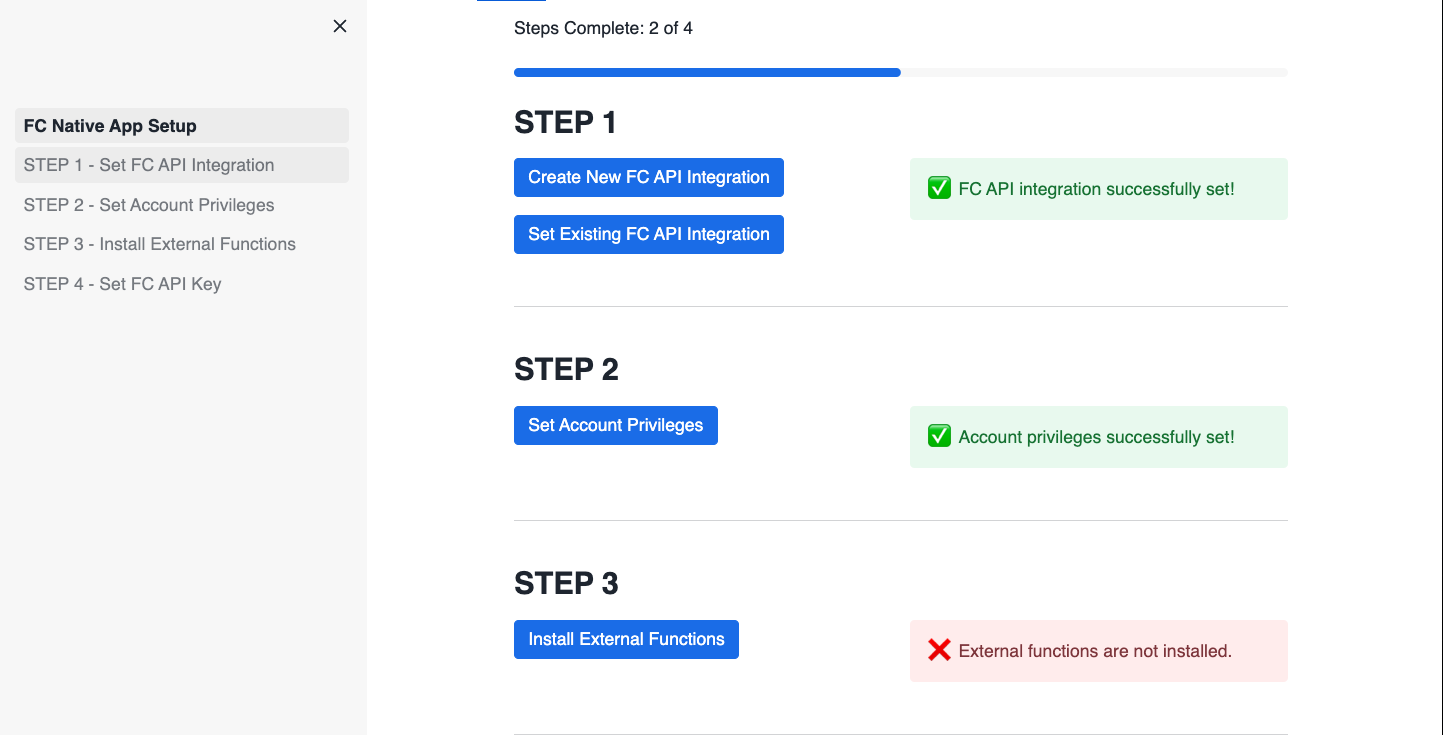 FC Native App Setup
STEP 1 - Set FC API Integration
STEP 2 - Set Account Privileges
STEP 3 - Install External Functions
STEP 4 - Set FC API Key
Steps Complete: 2 of 4
STEP 1
Create New FC API Integration
FC API integration successfully set!
Set Existing FC API Integration
STEP 2
Set Account Privileges
Account privileges successfully set!
STEP 3
Install External Functions
External functions are not installed.